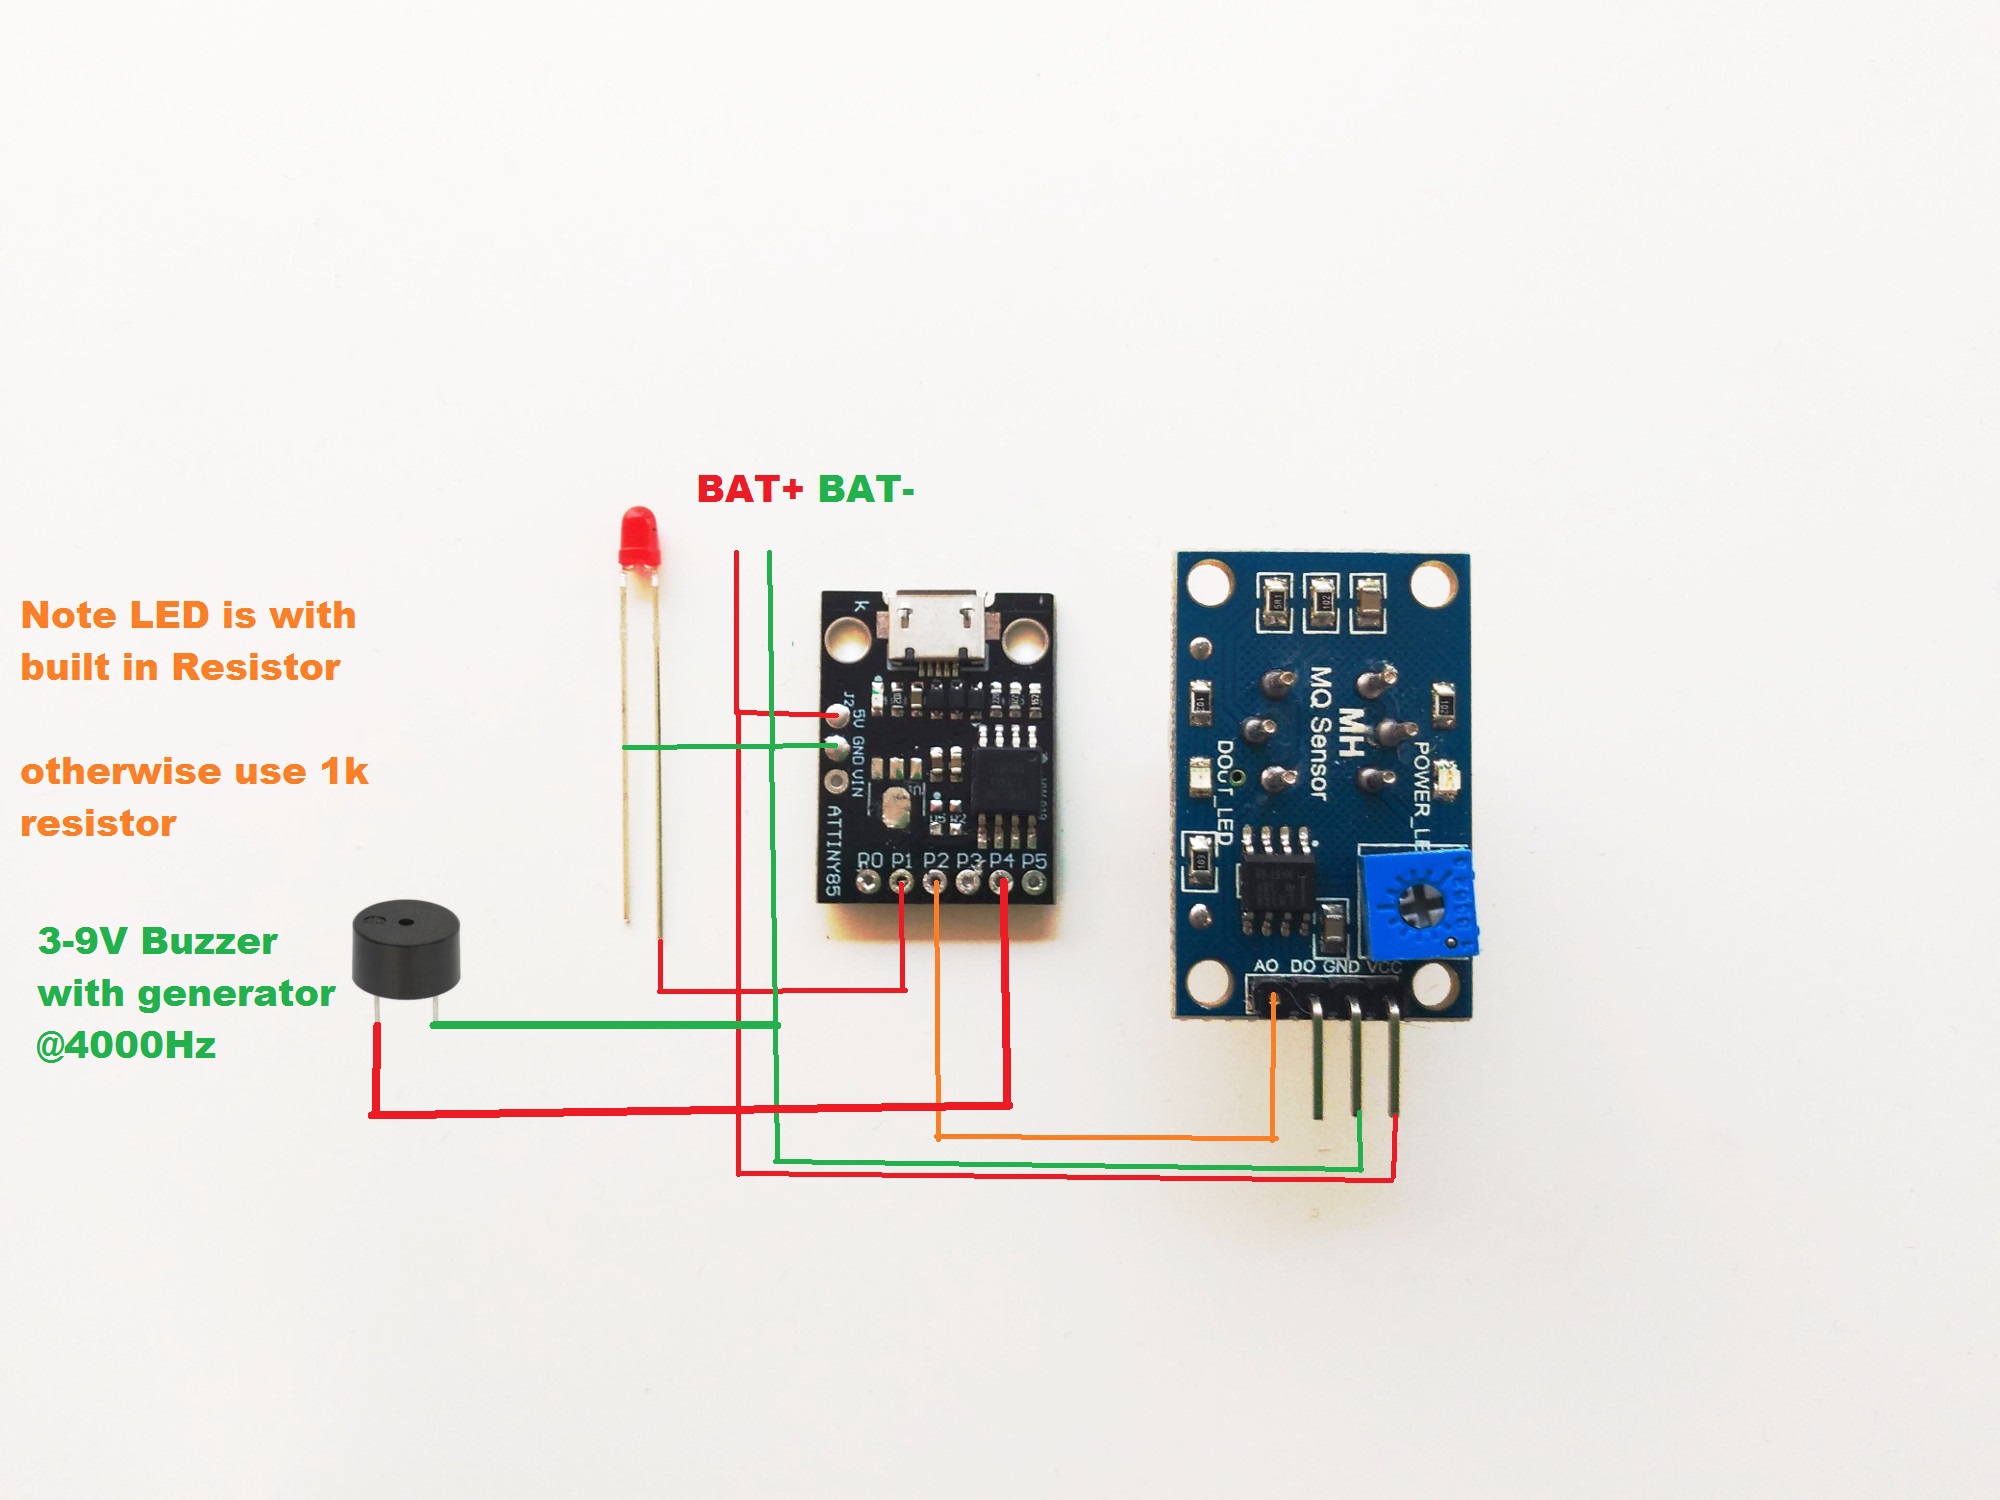 BAT+ BAT-
Note LED is with
built in Resistor
otherwise use 1k
resistor
3-9V Buzzer
with generator
@4000Hz
J2
5V
GND
VIN
ATTINY85
P0 P1 P2 P3 P4 P5
MH
MQ Sensor
DOUT_LED
POWER_LE
102
103
AO DO GND VCC